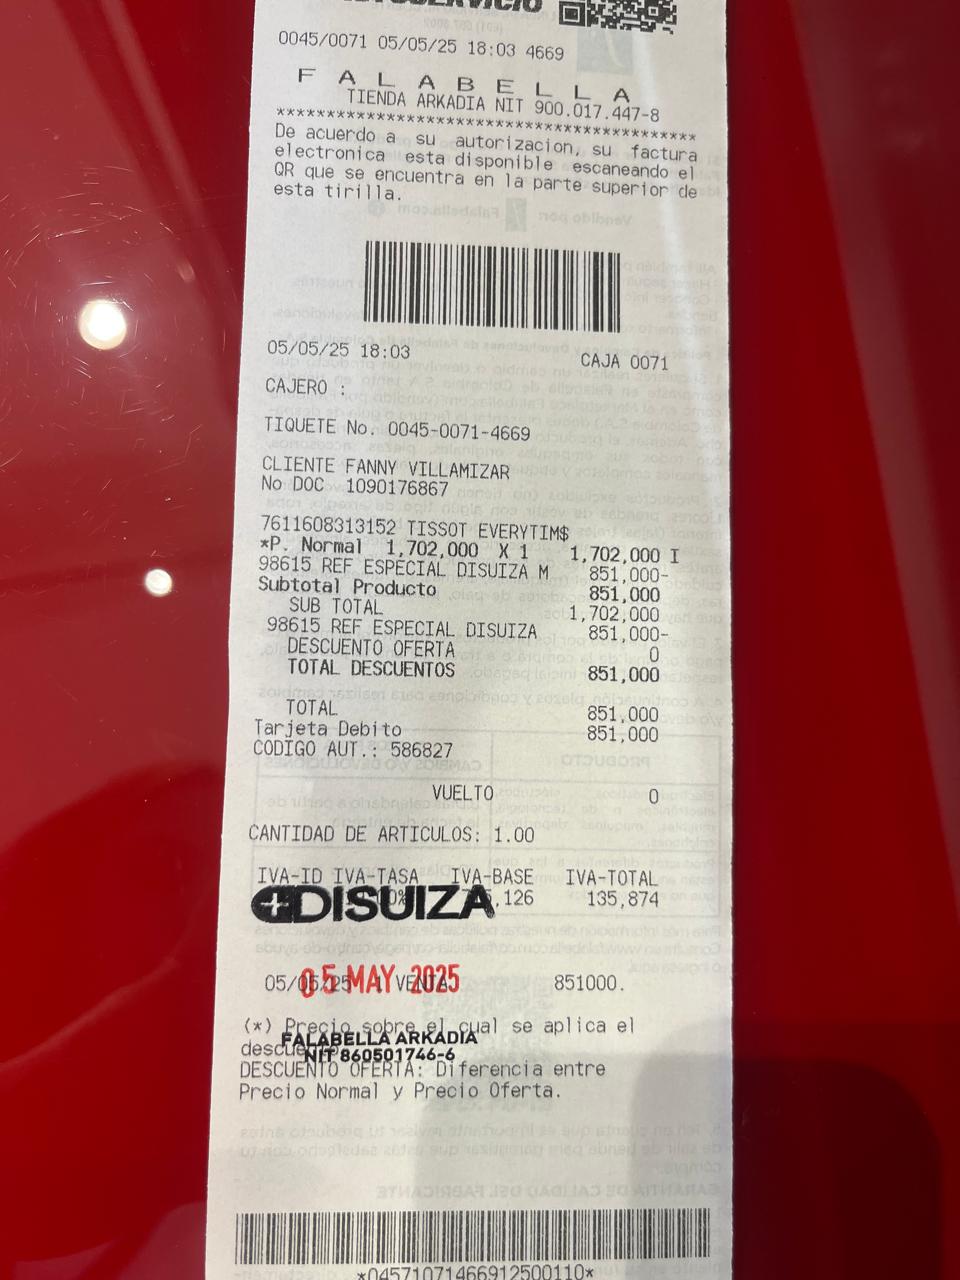 0045/0071 05/05/25 18:03 4669
F A L A B E L L A
TIENDA ARKADIA NIT 900.017.447-8
******************************************
De acuerdo a su autorizacion, su factura
electronica esta disponible escaneando el
QR que se encuentra en la parte superior de
esta tirilla.
05/05/25 18:03 CAJA 0071
CAJERO :
TIQUETE No. 0045-0071-4669
CLIENTE FANNY VILLAMIZAR
No DOC 1090176867
7611608313152 TISSOT EVERYTIM$
*P. Normal 1,702,000 X 1 1,702,000 I
98615 REF ESPECIAL DISUIZA M 851,000-
Subtotal Producto 851,000
SUB TOTAL 1,702,000
98615 REF ESPECIAL DISUIZA 851,000-
DESCUENTO OFERTA 0
TOTAL DESCUENTOS 851,000
TOTAL 851,000
Tarjeta Debito 851,000
CODIGO AUT.: 586827
VUELTO 0
CANTIDAD DE ARTICULOS: 1.00
IVA-ID IVA-TASA IVA-BASE IVA-TOTAL
,126 135,874
DISUIZA
05/05/25 1 VENTA 851000.
05 MAY 2025
(*) Precio sobre el cual se aplica el
FALABELLA ARKADIA
NIT 860501746-6
DESCUENTO OFERTA: Diferencia entre
Precio Normal y Precio Oferta.
*04571071466912500110*